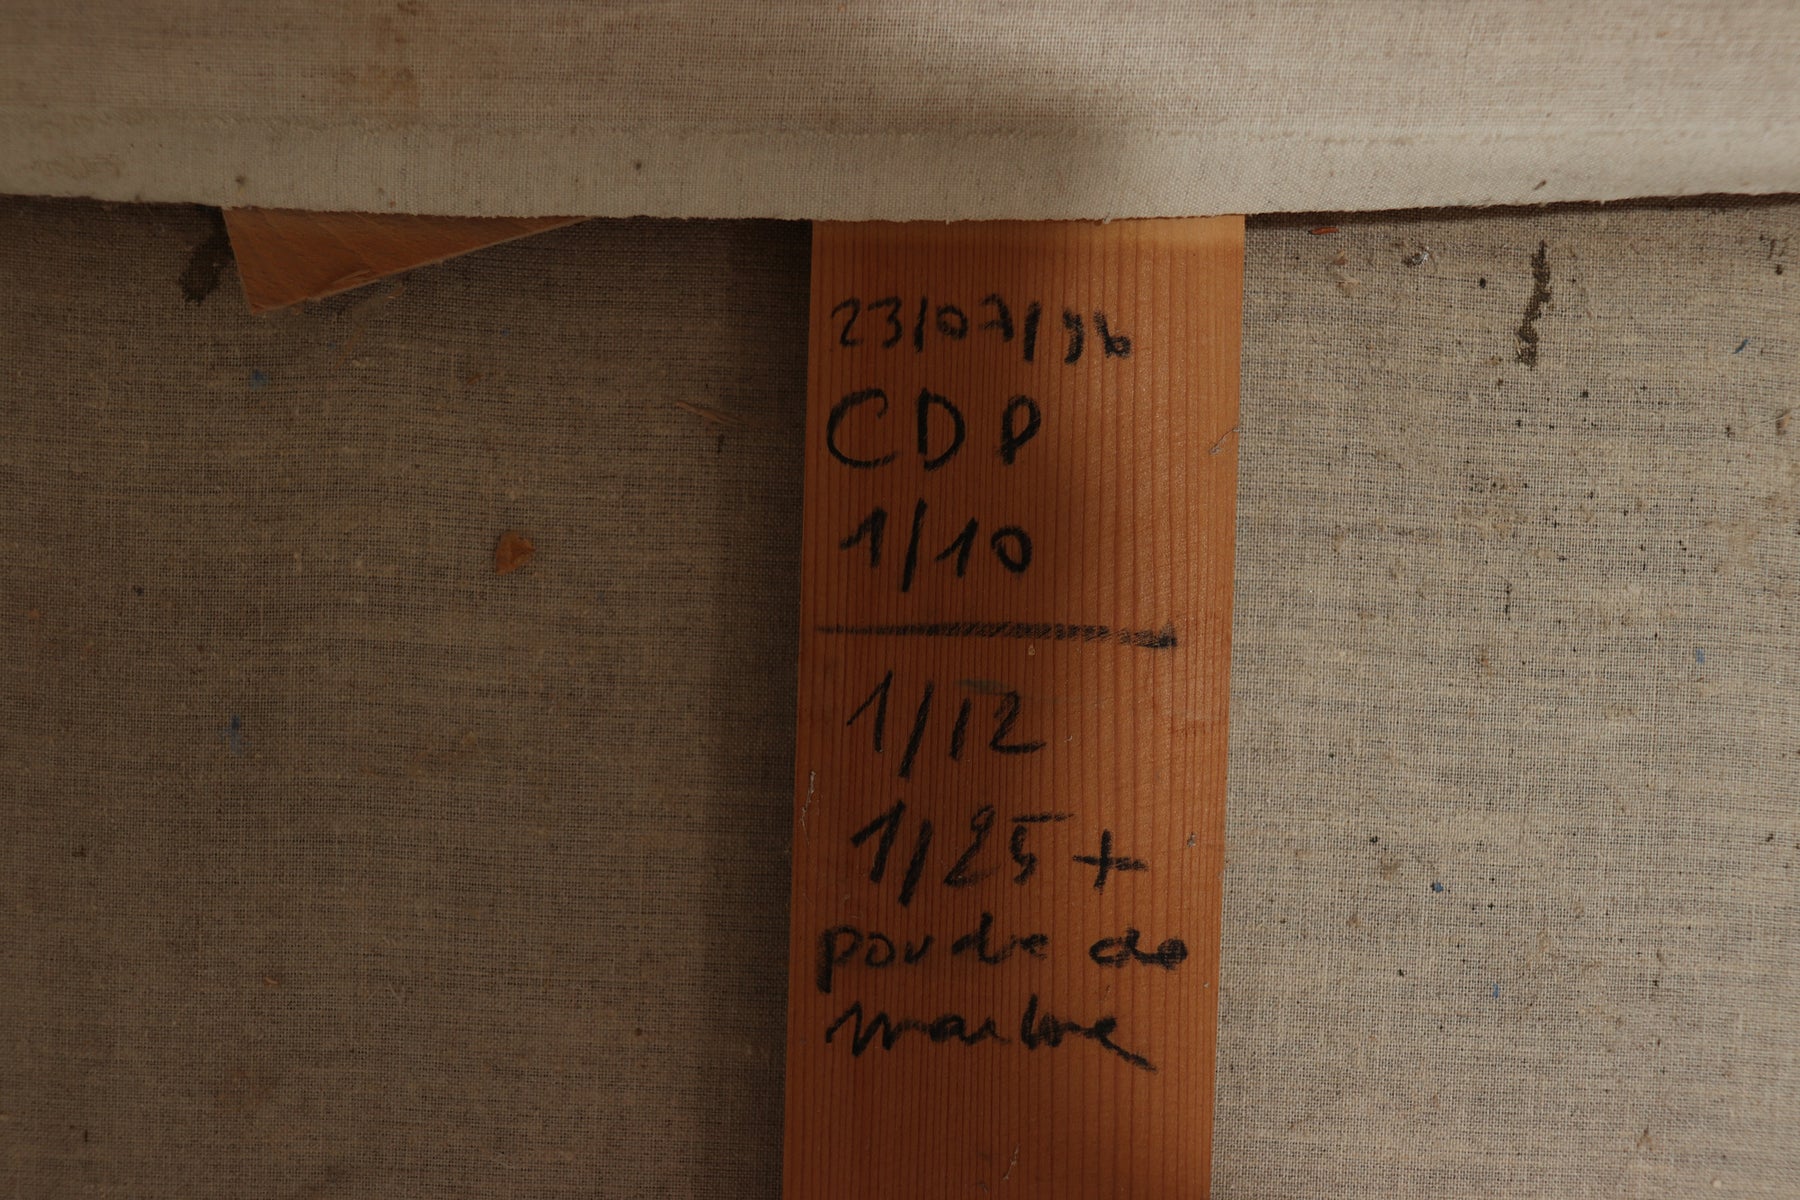 23/07/96
CDP
1/10
1/12
1/25 +
poudre de
marbre